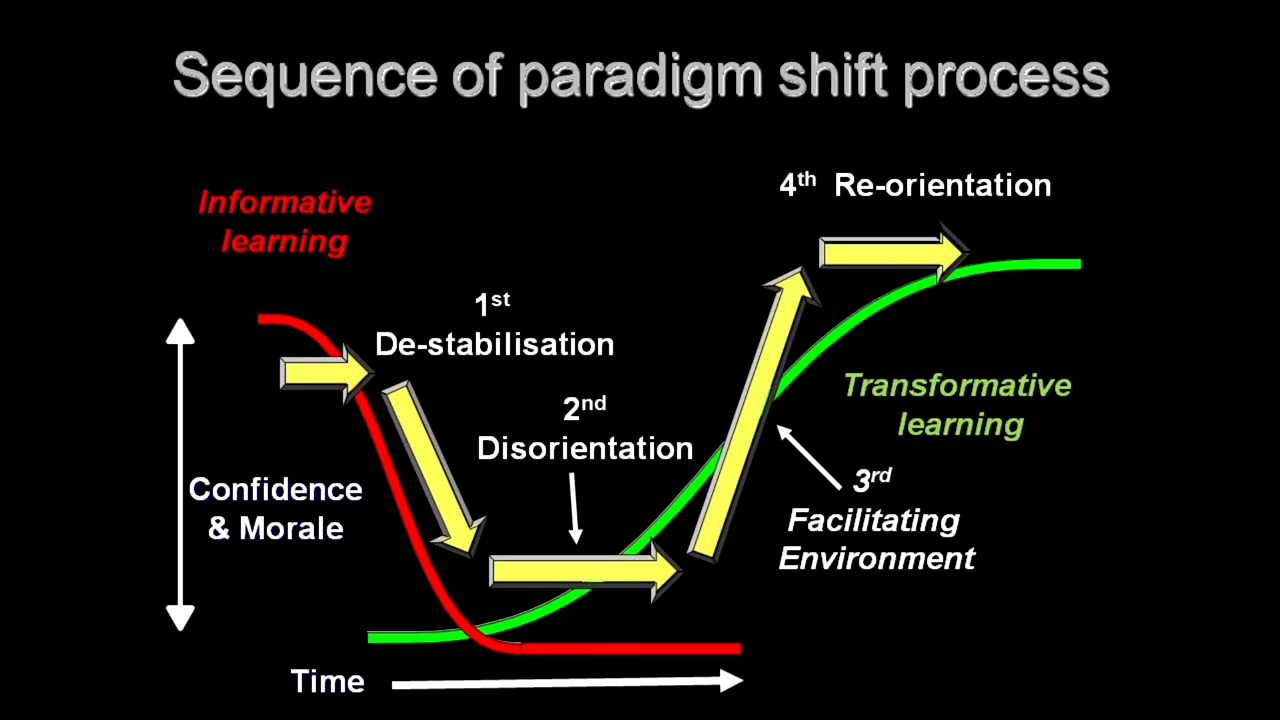 Sequence of paradigm shift process
Informative
learning
4th Re-orientation
1st
De-stabilisation
2nd
Disorientation
Transformative
learning
3rd
Facilitating
Environment
Confidence
& Morale
Time